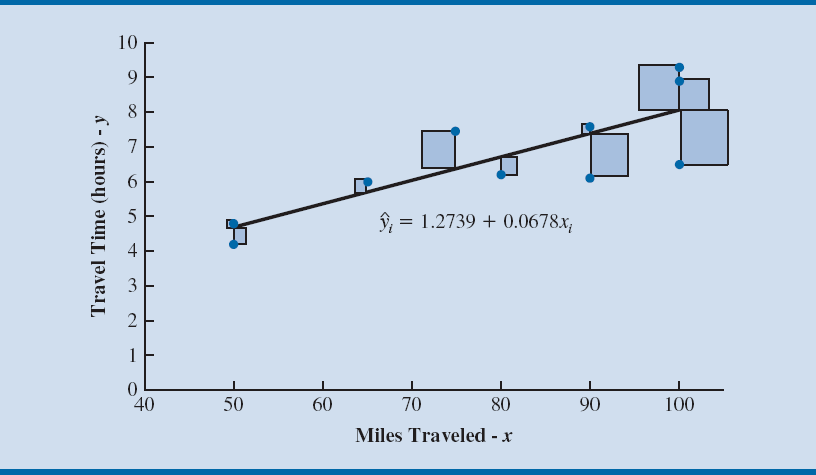 10
9
8
7
6
5
4
3
2
1
0
Travel Time (hours) - y
ŷᵢ = 1.2739 + 0.0678xᵢ
40 50 60 70 80 90 100
Miles Traveled - x